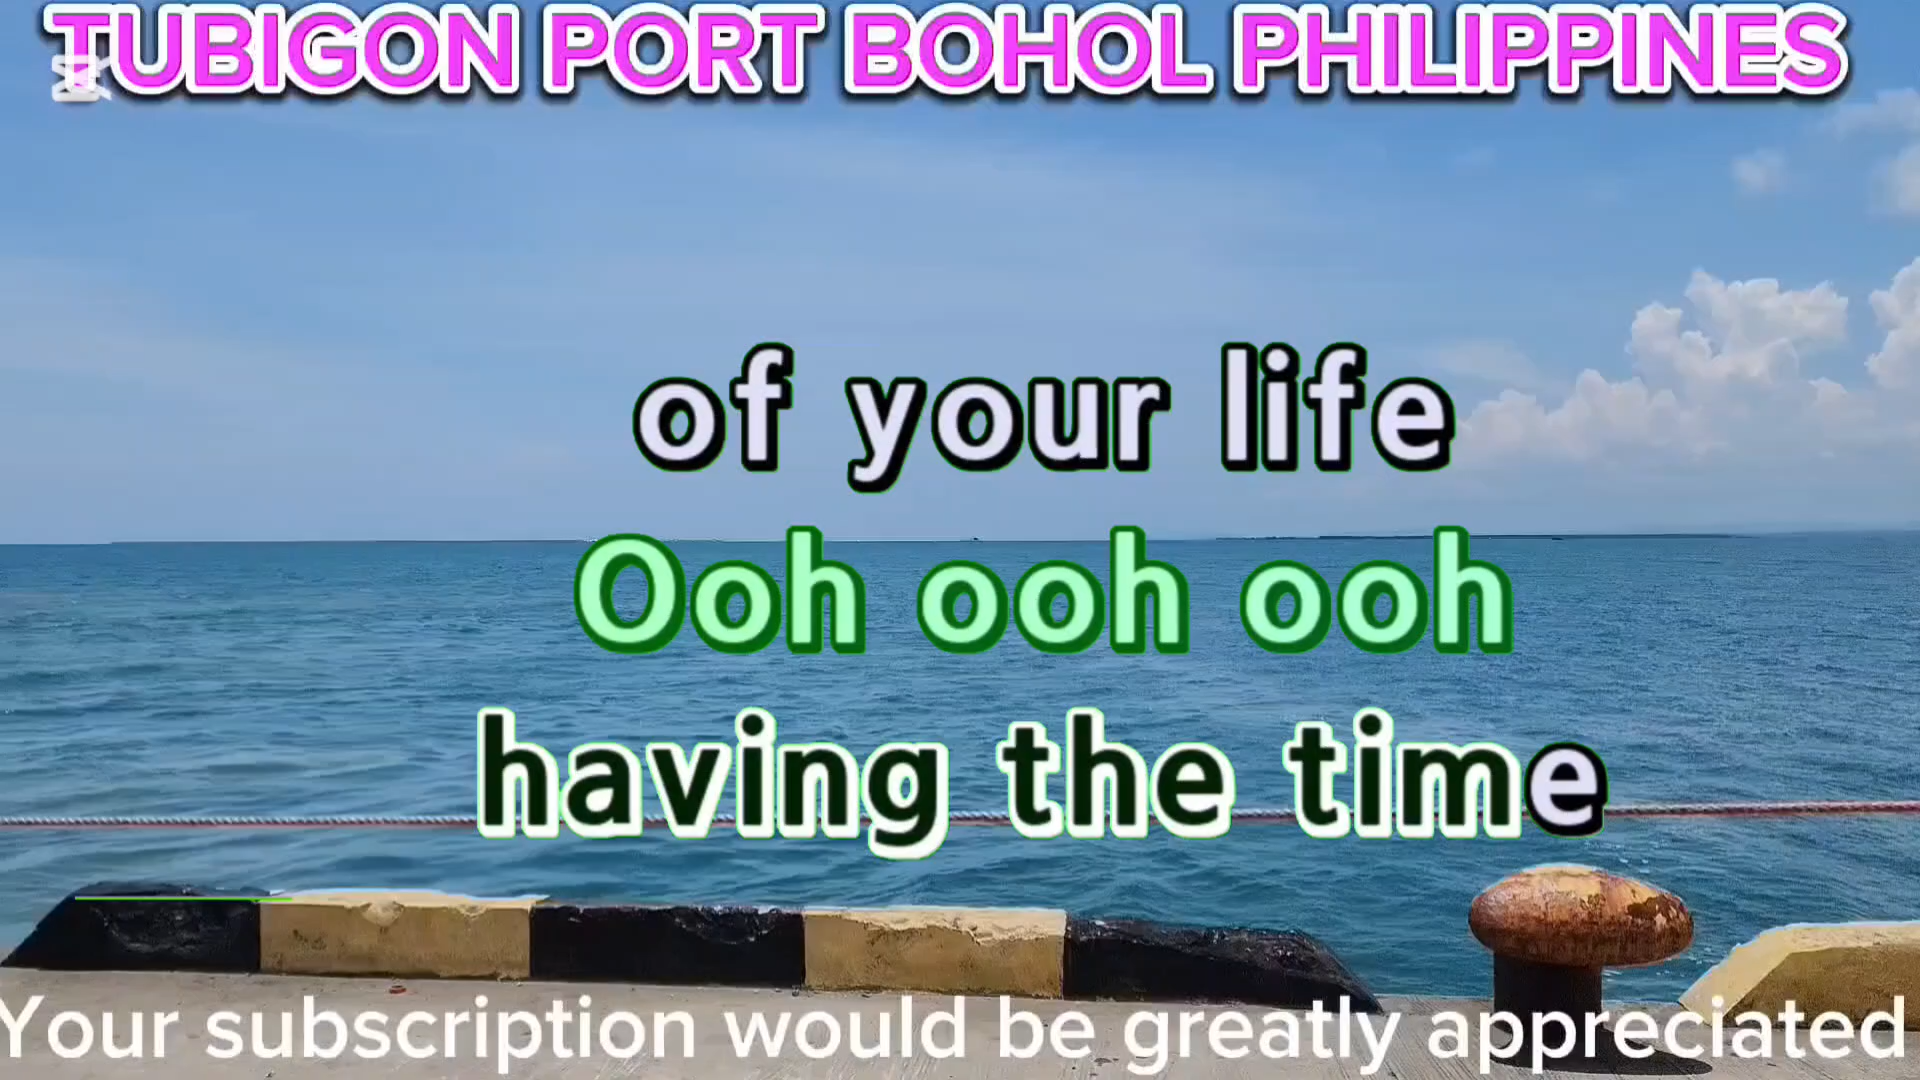 TUBIGON PORT BOHOL PHILIPPINES
of your life
Ooh ooh ooh
having the time
Your subscription would be greatly appreciated